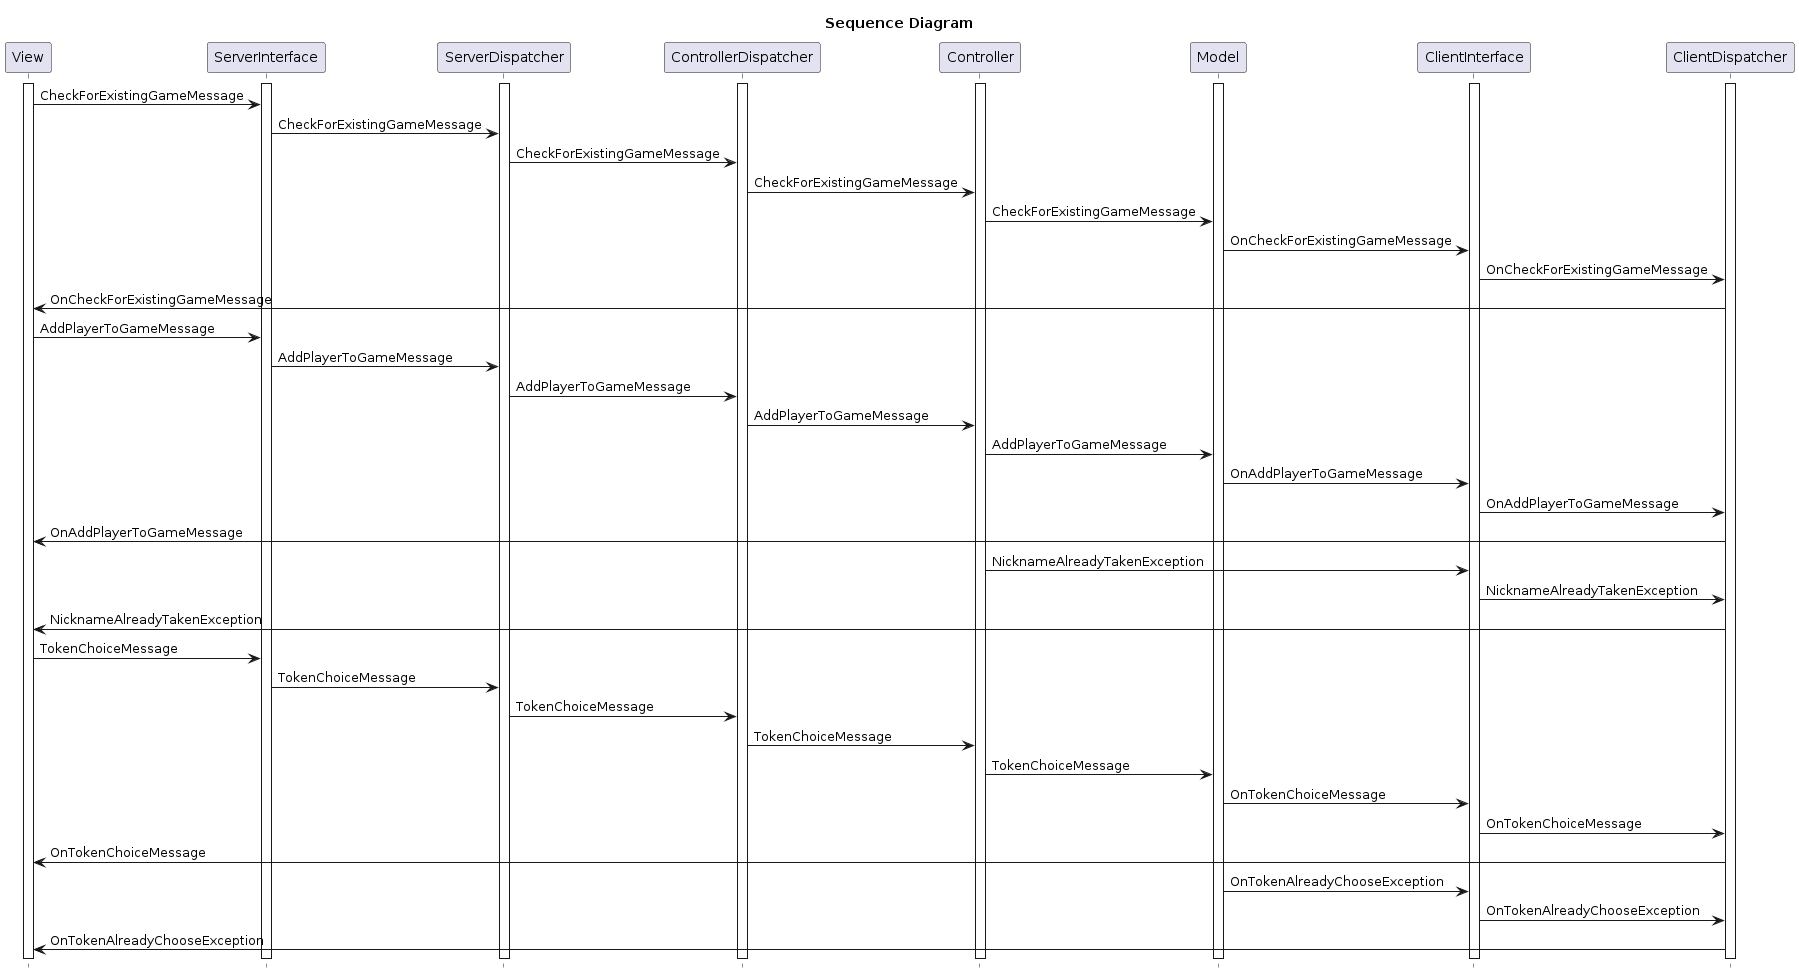 Sequence Diagram
View
ServerInterface
ServerDispatcher
ControllerDispatcher
Controller
Model
ClientInterface
ClientDispatcher
CheckForExistingGameMessage
CheckForExistingGameMessage
CheckForExistingGameMessage
CheckForExistingGameMessage
CheckForExistingGameMessage
OnCheckForExistingGameMessage
OnCheckForExistingGameMessage
OnCheckForExistingGameMessage
AddPlayerToGameMessage
AddPlayerToGameMessage
AddPlayerToGameMessage
AddPlayerToGameMessage
AddPlayerToGameMessage
OnAddPlayerToGameMessage
OnAddPlayerToGameMessage
OnAddPlayerToGameMessage
NicknameAlreadyTakenException
NicknameAlreadyTakenException
NicknameAlreadyTakenException
TokenChoiceMessage
TokenChoiceMessage
TokenChoiceMessage
TokenChoiceMessage
TokenChoiceMessage
OnTokenChoiceMessage
OnTokenChoiceMessage
OnTokenChoiceMessage
OnTokenAlreadyChooseException
OnTokenAlreadyChooseException
OnTokenAlreadyChooseException